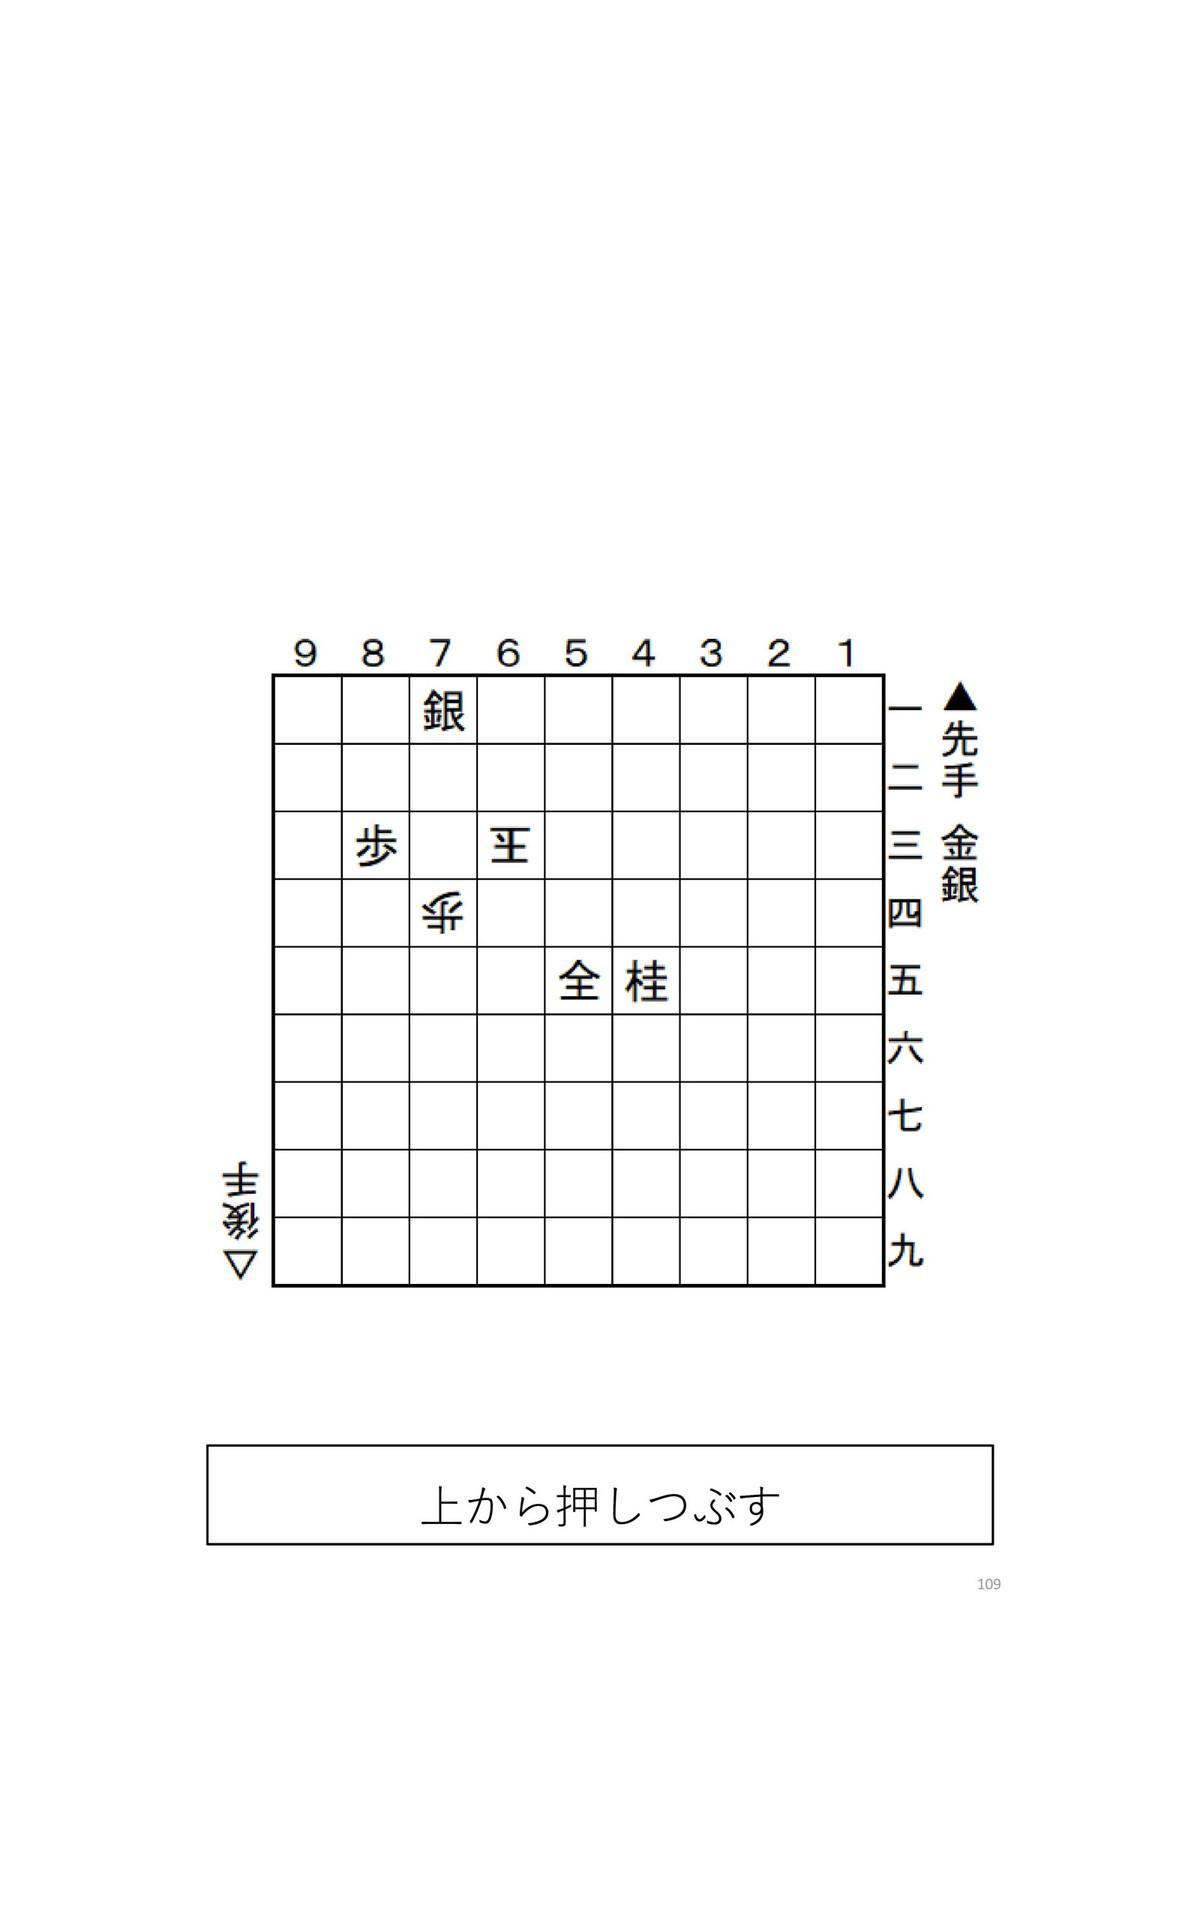 9 8 7 6 5 4 3 2 1
銀 一
二
歩 王 三
歩 四
全 桂 五
六
七
八
九
▲先手 金銀
△後手
上から押しつぶす
109